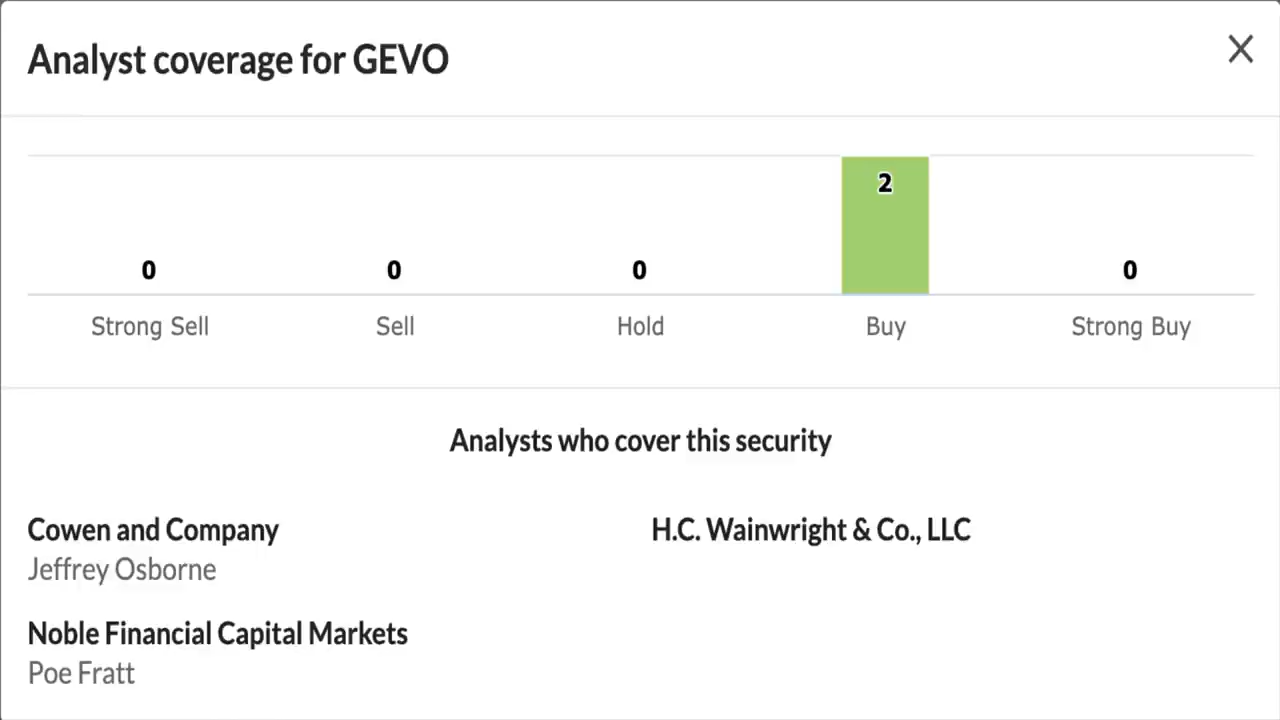 Analyst coverage for GEVO
2
0 0 0 0
Strong Sell Sell Hold Buy Strong Buy
Analysts who cover this security
Cowen and Company
Jeffrey Osborne
H.C. Wainwright & Co., LLC
Noble Financial Capital Markets
Poe Fratt